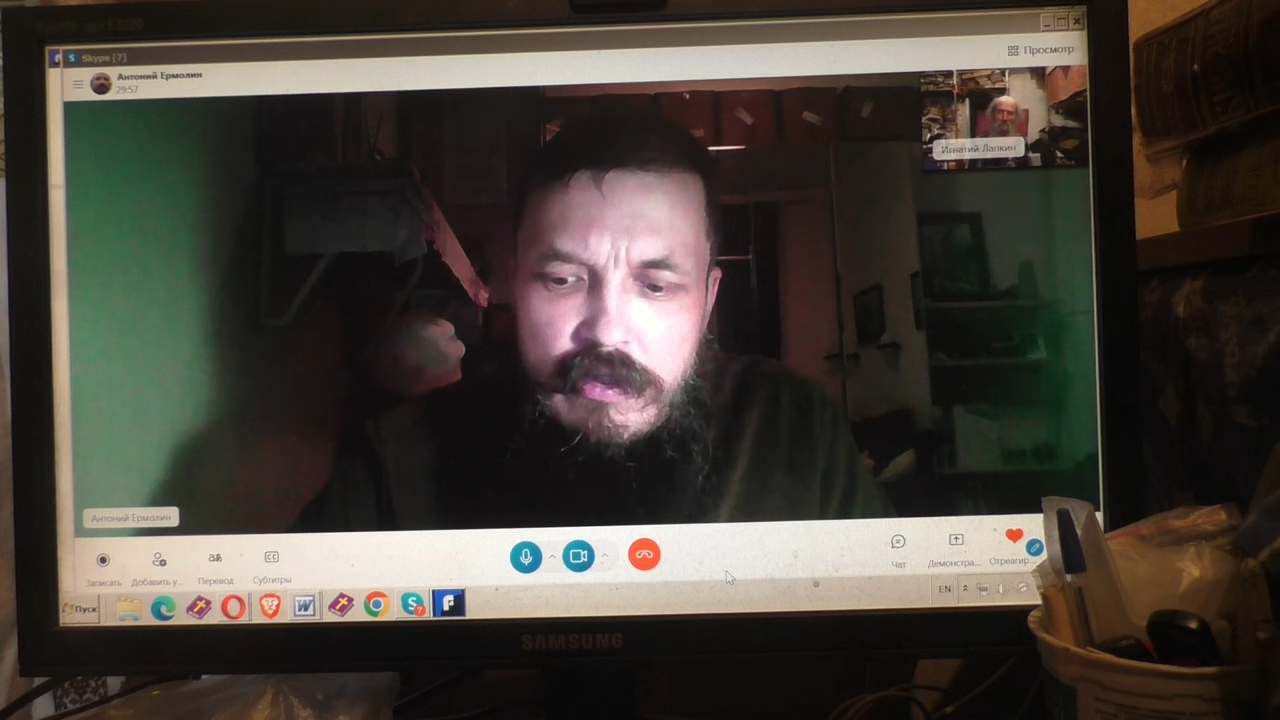 Skype [7]
Просмотр
Антоний Ермолин
29:57
Игнатий Лапкин
Антоний Ермолин
Записать
Добавить у...
Перевод
Субтитры
CC
Чат
Демонстра...
Отреагир...
Пуск
EN
SAMSUNG